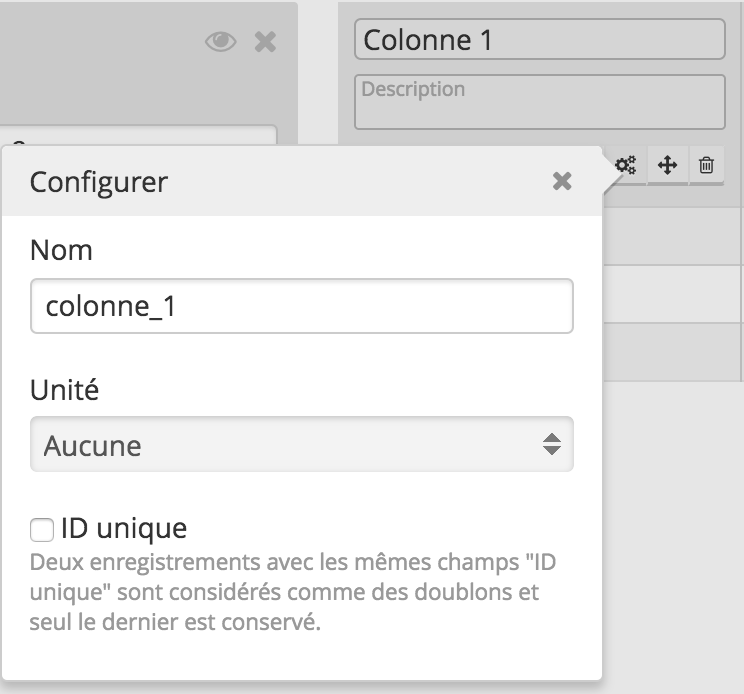 Colonne 1
Description
Configurer
Nom
colonne_1
Unité
Aucune
ID unique
Deux enregistrements avec les mêmes champs "ID
unique" sont considérés comme des doublons et
seul le dernier est conservé.